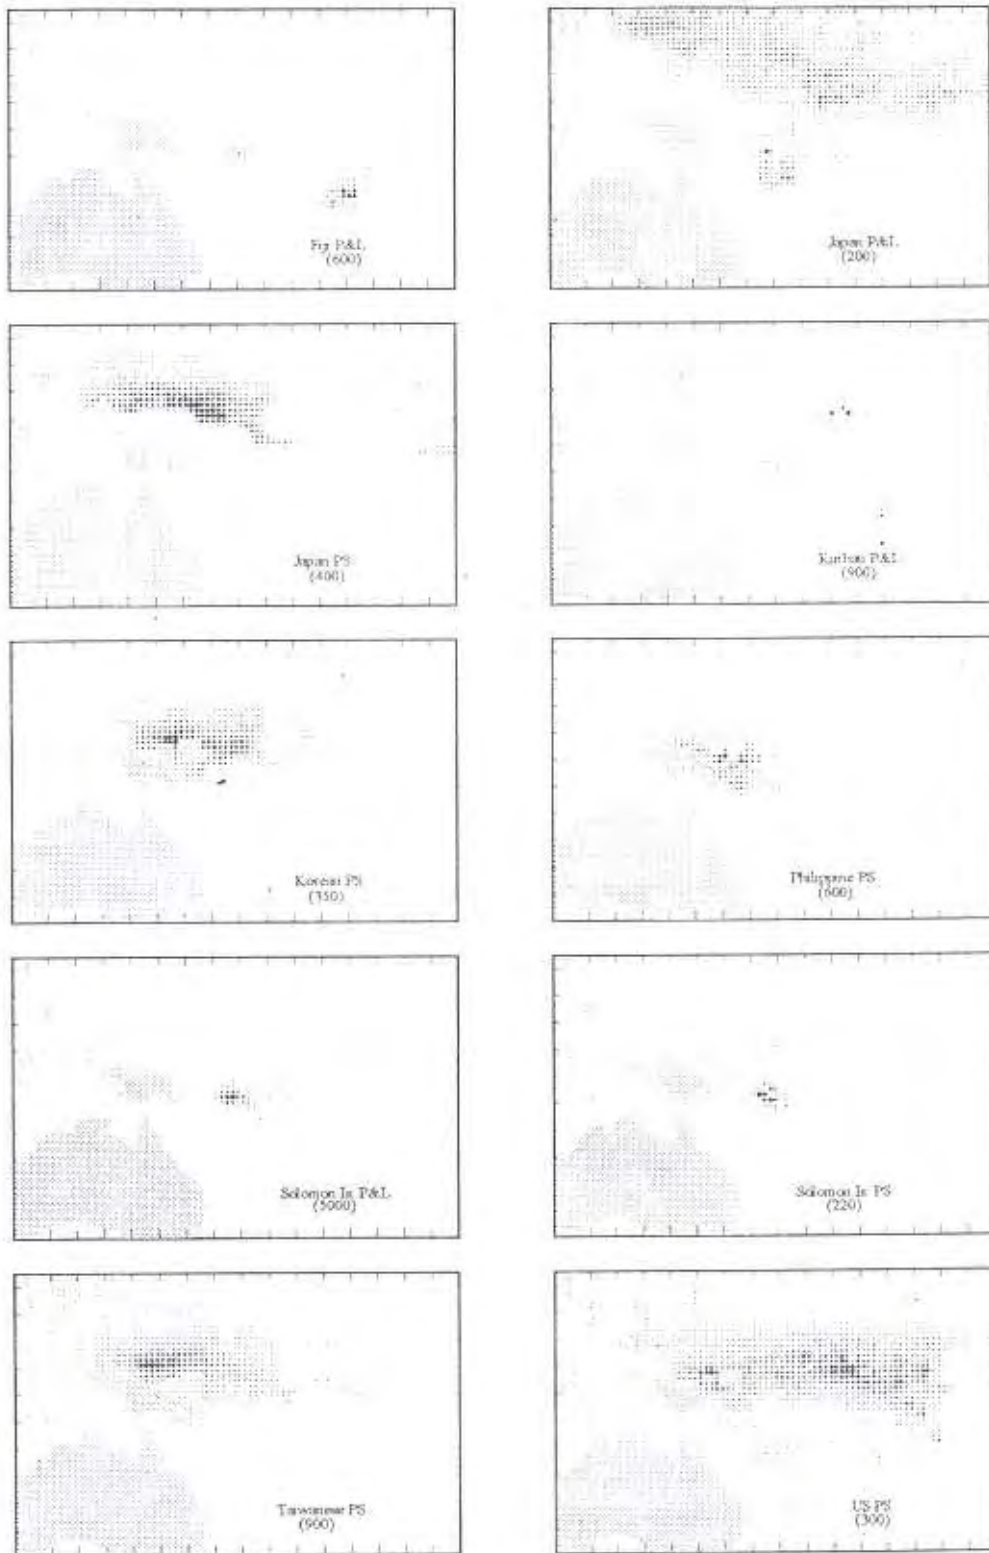 Fiji P&L
(600)
Japan P&L
(200)
Japan PS
(400)
Kiribati P&L
(900)
Korean PS
(350)
Philippine PS
(600)
Solomon Is P&L
(5000)
Solomon Is PS
(220)
Taiwanese PS
(900)
US PS
(300)